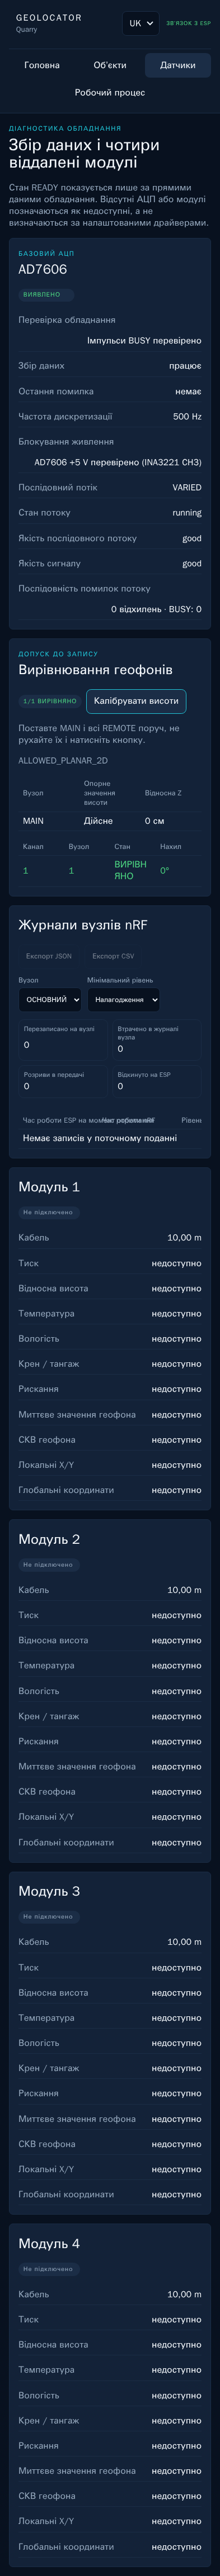 GEOLOCATOR
Quarry
UK
ЗВ'ЯЗОК З ESP
Головна
Об'єкти
Датчики
Робочий процес
ДІАГНОСТИКА ОБЛАДНАННЯ
Збір даних і чотири
віддалені модулі
Стан READY показується лише за прямими
даними обладнання. Відсутні АЦП або модулі
позначаються як недоступні, а не
визначаються за налаштованими драйверами.
БАЗОВИЙ АЦП
AD7606
ВИЯВЛЕНО
Перевірка обладнання
Імпульси BUSY перевірено
Збір даних
працює
Остання помилка
немає
Частота дискретизації
500 Hz
Блокування живлення
AD7606 +5 V перевірено (INA3221 CH3)
Послідовний потік
VARIED
Стан потоку
running
Якість послідовного потоку
good
Якість сигналу
good
Послідовність помилок потоку
0 відхилень · BUSY: 0
ДОПУСК ДО ЗАПИСУ
Вирівнювання геофонів
1/1 ВИРІВНЯНО
Калібрувати висоти
Поставте MAIN і всі REMOTE поруч, не
рухайте їх і натисніть кнопку.
ALLOWED_PLANAR_2D
Вузол
Опорне
значення
висоти
Відносна Z
MAIN
Дійсне
0 см
Канал
Вузол
Стан
Нахил
1
1
ВИРІВН
ЯНО
0°
Журнали вузлів nRF
Експорт JSON
Експорт CSV
Вузол
Мінімальний рівень
ОСНОВНИЙ
Налагодження
Перезаписано на вузлі
0
Втрачено в журналі
вузла
0
Розриви в передачі
0
Відкинуто на ESP
0
Час роботи ESP на момент отримання
Час роботи nRF
Рівень
Немає записів у поточному поданні
Модуль 1
Не підключено
Кабель
10,00 m
Тиск
недоступно
Відносна висота
недоступно
Температура
недоступно
Вологість
недоступно
Крен / тангаж
недоступно
Рискання
недоступно
Миттєве значення геофона
недоступно
СКВ геофона
недоступно
Локальні X/Y
недоступно
Глобальні координати
недоступно
Модуль 2
Не підключено
Кабель
10,00 m
Тиск
недоступно
Відносна висота
недоступно
Температура
недоступно
Вологість
недоступно
Крен / тангаж
недоступно
Рискання
недоступно
Миттєве значення геофона
недоступно
СКВ геофона
недоступно
Локальні X/Y
недоступно
Глобальні координати
недоступно
Модуль 3
Не підключено
Кабель
10,00 m
Тиск
недоступно
Відносна висота
недоступно
Температура
недоступно
Вологість
недоступно
Крен / тангаж
недоступно
Рискання
недоступно
Миттєве значення геофона
недоступно
СКВ геофона
недоступно
Локальні X/Y
недоступно
Глобальні координати
недоступно
Модуль 4
Не підключено
Кабель
10,00 m
Тиск
недоступно
Відносна висота
недоступно
Температура
недоступно
Вологість
недоступно
Крен / тангаж
недоступно
Рискання
недоступно
Миттєве значення геофона
недоступно
СКВ геофона
недоступно
Локальні X/Y
недоступно
Глобальні координати
недоступно